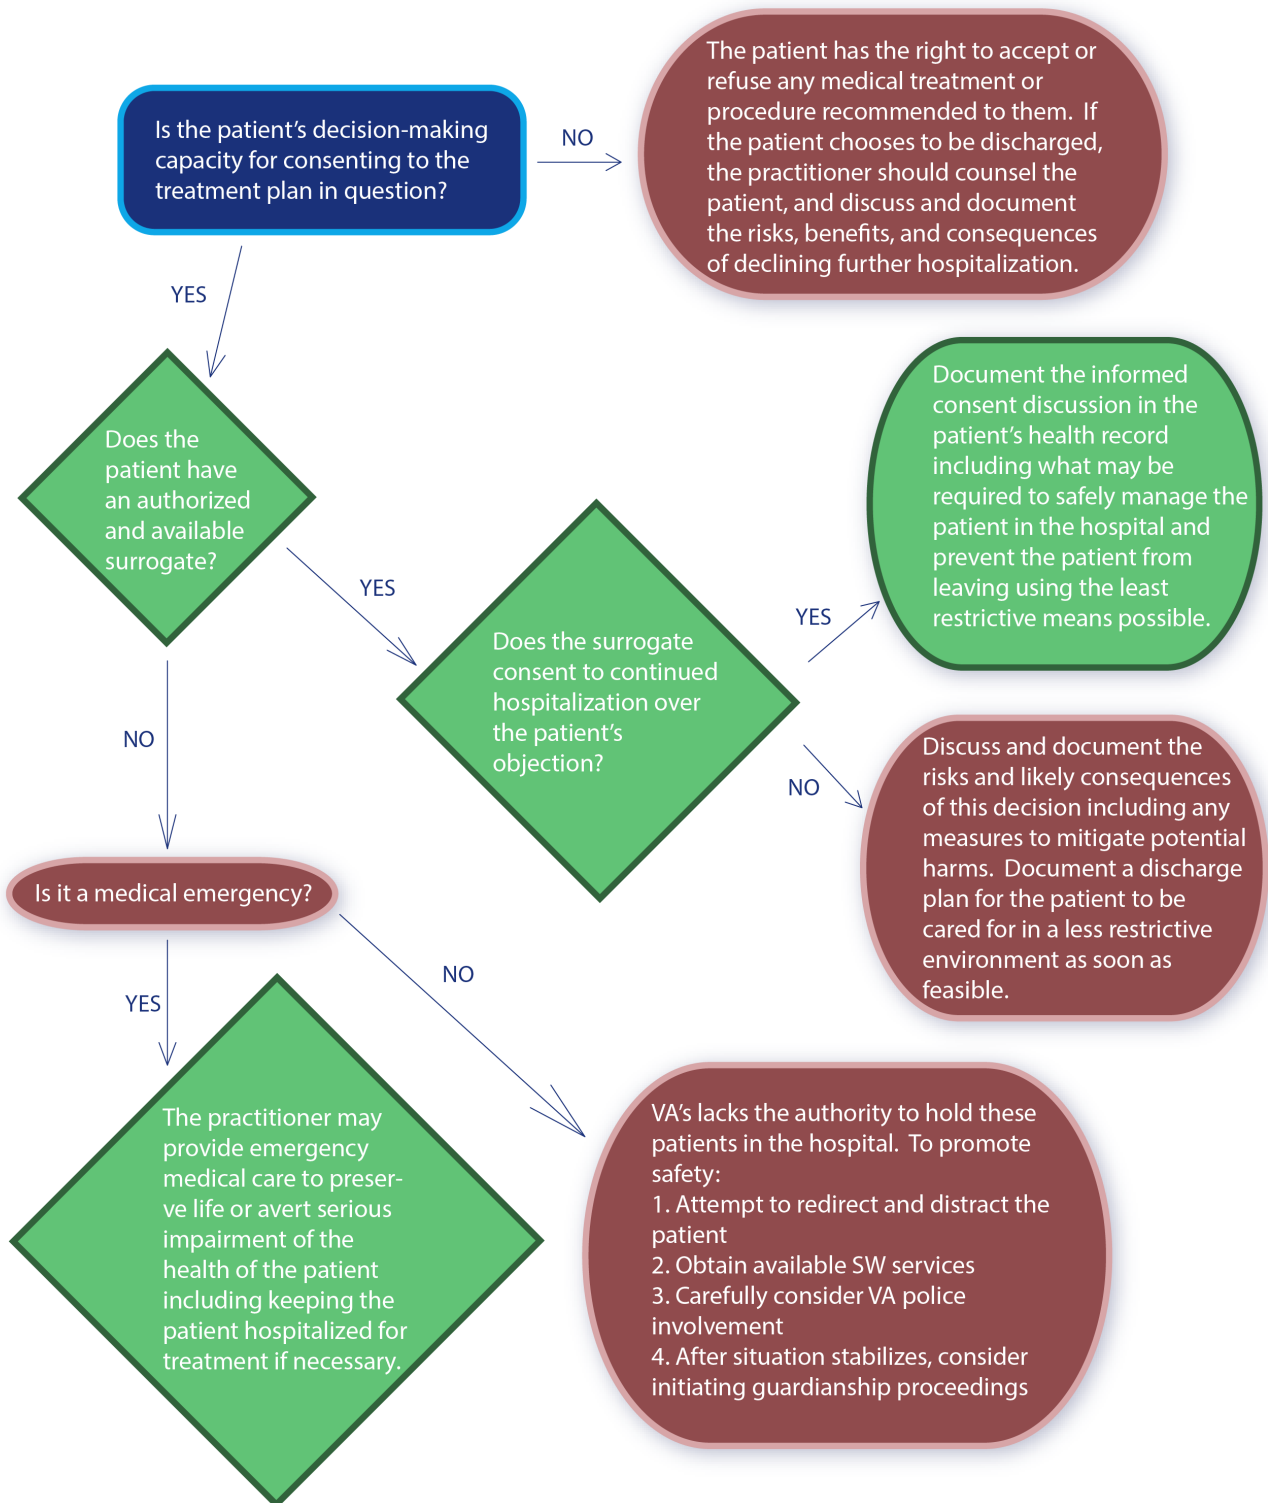 Is the patient’s decision-making
capacity for consenting to the
treatment plan in question?
NO
The patient has the right to accept or
refuse any medical treatment or
procedure recommended to them.  If
the patient chooses to be discharged,
the practitioner should counsel the
patient, and discuss and document
the risks, benefits, and consequences
of declining further hospitalization.
YES
Does the
patient have
an authorized
and available
surrogate?
YES
Does the surrogate
consent to continued
hospitalization over
the patient’s
objection?
YES
Document the informed
consent discussion in the
patient’s health record
including what may be
required to safely manage the
patient in the hospital and
prevent the patient from
leaving using the least
restrictive means possible.
NO
Discuss and document the
risks and likely consequences
of this decision including any
measures to mitigate potential
harms.  Document a discharge
plan for the patient to be
cared for in a less restrictive
environment as soon as
feasible.
NO
Is it a medical emergency?
YES
The practitioner may
provide emergency
medical care to preser-
ve life or avert serious
impairment of the
health of the patient
including keeping the
patient hospitalized for
treatment if necessary.
NO
VA’s lacks the authority to hold these
patients in the hospital.  To promote
safety:
1. Attempt to redirect and distract the
patient
2. Obtain available SW services
3. Carefully consider VA police
involvement
4. After situation stabilizes, consider
initiating guardianship proceedings